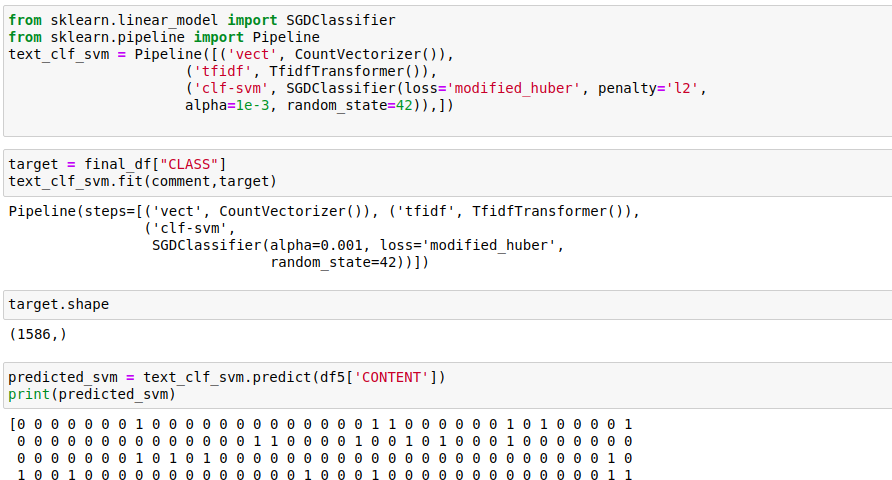 from sklearn.linear_model import SGDClassifier
from sklearn.pipeline import Pipeline
text_clf_svm = Pipeline([('vect', CountVectorizer()),
('tfidf', TfidfTransformer()),
('clf-svm', SGDClassifier(loss='modified_huber', penalty='l2',
alpha=1e-3, random_state=42)),])
target = final_df["CLASS"]
text_clf_svm.fit(comment,target)
Pipeline(steps=[('vect', CountVectorizer()), ('tfidf', TfidfTransformer()),
('clf-svm',
SGDClassifier(alpha=0.001, loss='modified_huber',
random_state=42))])
target.shape
(1586,)
predicted_svm = text_clf_svm.predict(df5['CONTENT'])
print(predicted_svm)
[0 0 0 0 0 0 0 1 0 0 0 0 0 0 0 0 0 0 0 0 0 1 1 0 0 0 0 0 0 1 0 1 0 0 0 0 1
0 0 0 0 0 0 0 0 0 0 0 0 0 0 1 1 0 0 0 0 1 0 0 1 0 1 0 0 0 1 0 0 0 0 0 0 0
0 0 0 0 0 0 0 1 0 1 0 1 0 0 0 0 0 0 0 0 0 0 0 0 0 0 0 0 0 0 0 0 0 0 0 1 0
1 0 0 1 0 0 0 0 0 0 0 0 0 0 0 0 0 1 0 0 0 1 0 0 0 0 0 0 0 0 0 0 0 0 0 1 1